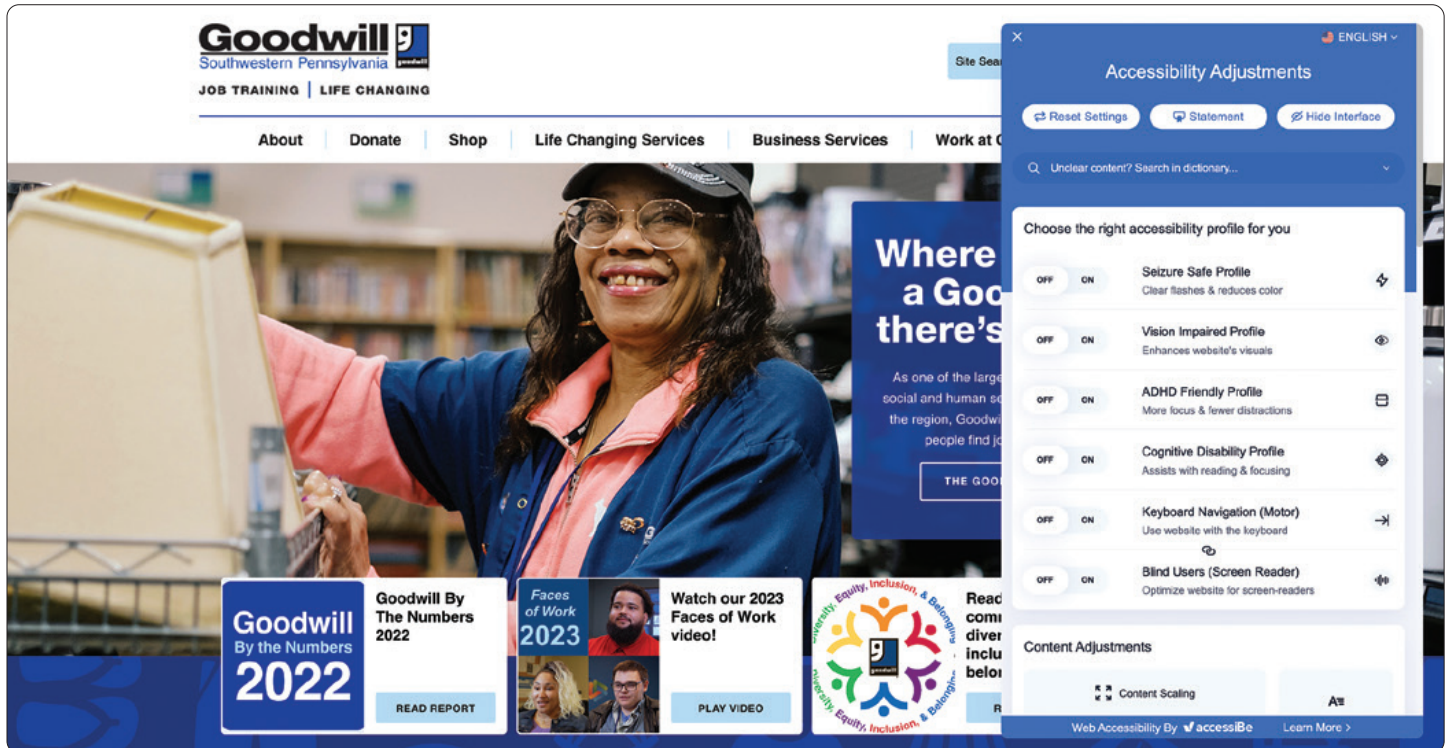 Goodwill
Southwestern Pennsylvania
goodwill
JOB TRAINING | LIFE CHANGING
Site Sea
About
Donate
Shop
Life Changing Services
Business Services
Work at
Where
a Goo
there's
As one of the large
social and human se
the region, Goodwi
people find jo
THE GOO
Goodwill
By the Numbers
2022
Goodwill By
The Numbers
2022
READ REPORT
Faces
of Work
2023
Watch our 2023
Faces of Work
video!
PLAY VIDEO
Diversity, Equity, Inclusion, & Belonging
Diversity, Equity, Inclusion, & Belonging
goodwill
Read
com
diver
inclu
belo
R
ENGLISH
Accessibility Adjustments
Reset Settings
Statement
Hide Interface
Unclear content? Search in dictionary...
Choose the right accessibility profile for you
OFF ON
Seizure Safe Profile
Clear flashes & reduces color
OFF ON
Vision Impaired Profile
Enhances website's visuals
OFF ON
ADHD Friendly Profile
More focus & fewer distractions
OFF ON
Cognitive Disability Profile
Assists with reading & focusing
OFF ON
Keyboard Navigation (Motor)
Use website with the keyboard
OFF ON
Blind Users (Screen Reader)
Optimize website for screen-readers
Content Adjustments
Content Scaling
Web Accessibility By accessiBe
Learn More >